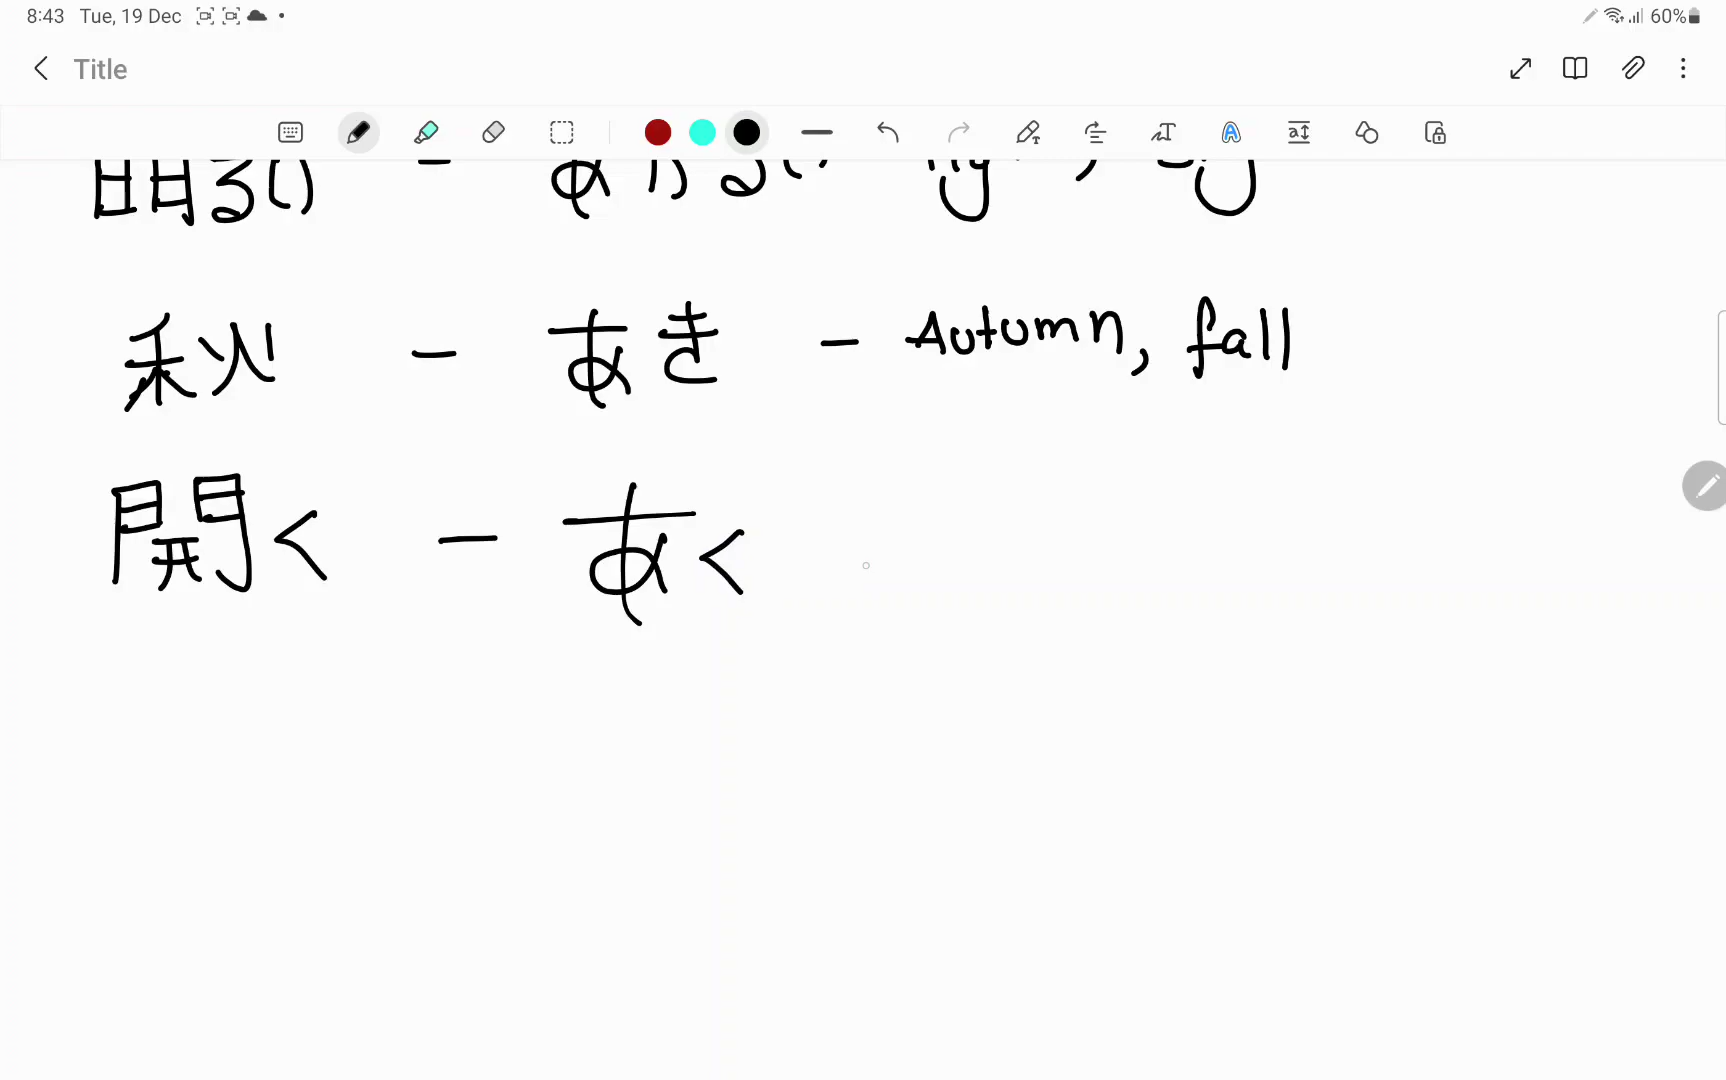 8:43 Tue, 19 Dec 60%
Title
明るい - あかるい
秋 - あき - Autumn, fall
開く - あく